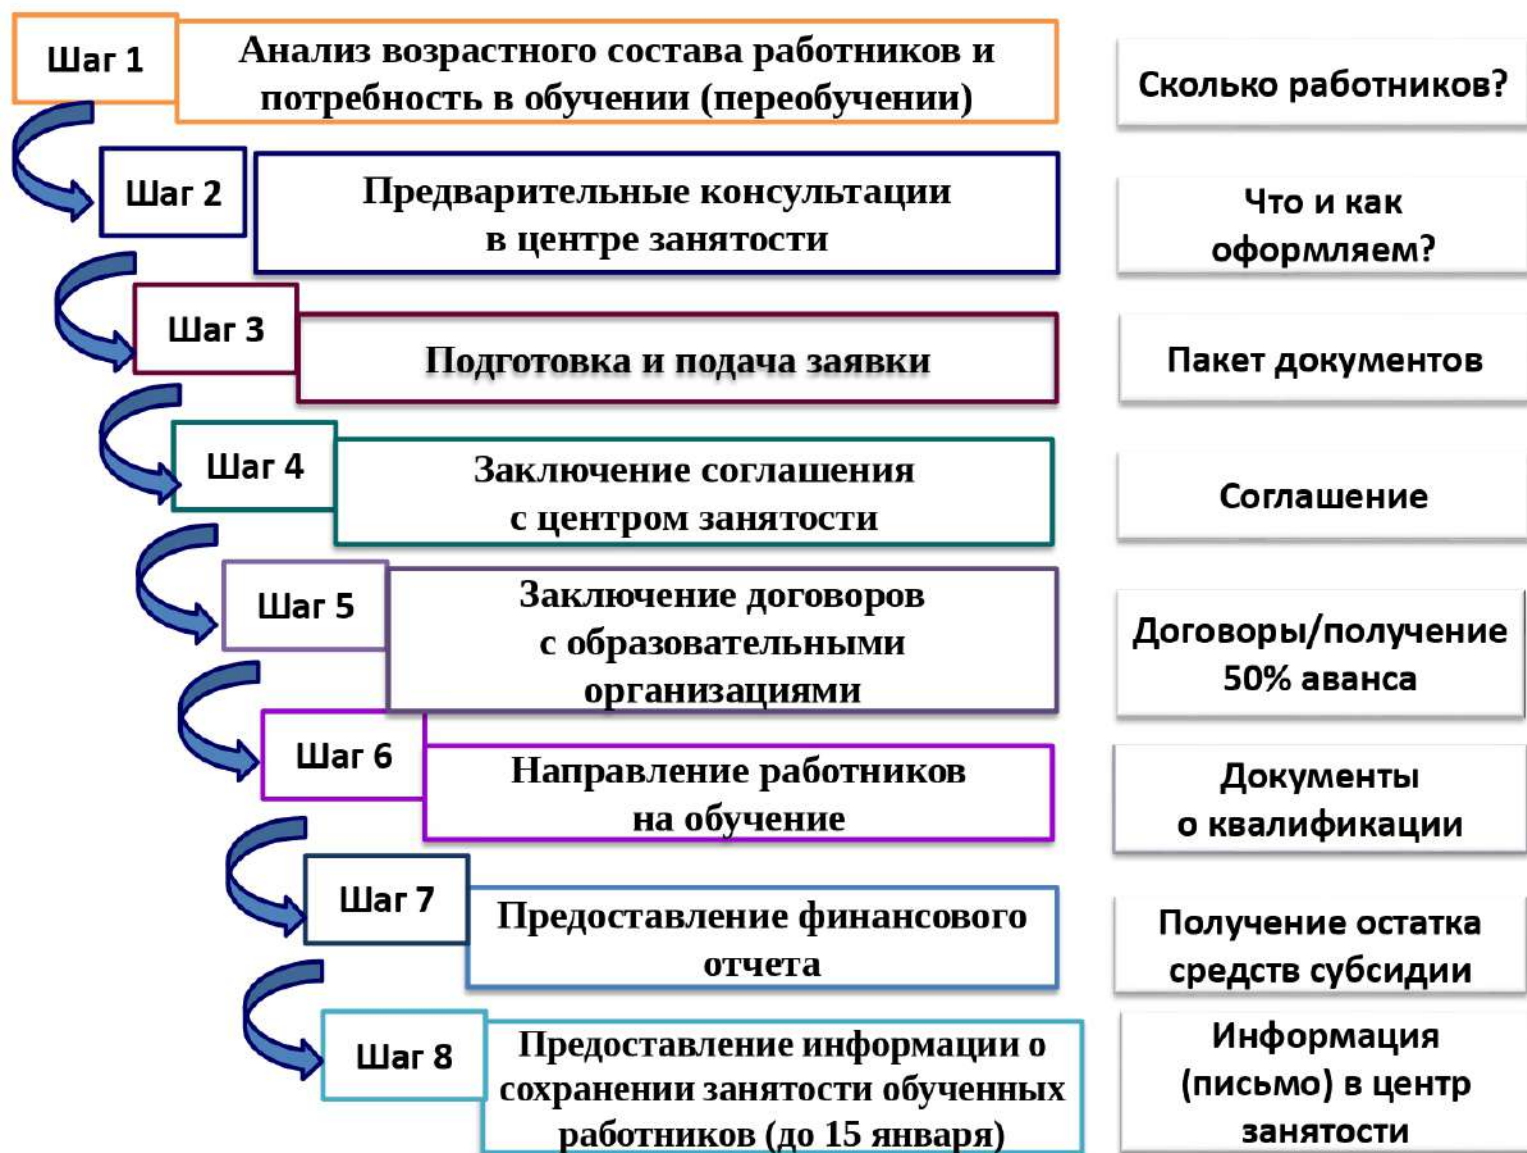 Шаг 1
Анализ возрастного состава работников и
потребность в обучении (переобучении)
Сколько работников?
Шаг 2
Предварительные консультации
в центре занятости
Что и как
оформляем?
Шаг 3
Подготовка и подача заявки
Пакет документов
Шаг 4
Заключение соглашения
с центром занятости
Соглашение
Шаг 5
Заключение договоров
с образовательными
организациями
Договоры/получение
50% аванса
Шаг 6
Направление работников
на обучение
Документы
о квалификации
Шаг 7
Предоставление финансового
отчета
Получение остатка
средств субсидии
Шаг 8
Предоставление информации о
сохранении занятости обученных
работников (до 15 января)
Информация
(письмо) в центр
занятости